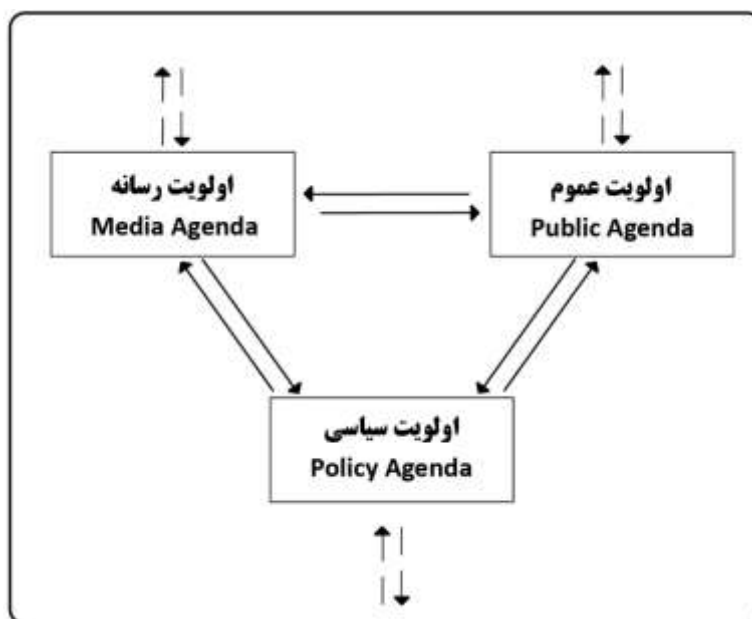 اولویت رسانه
Media Agenda
اولویت عموم
Public Agenda
اولویت سیاسی
Policy Agenda